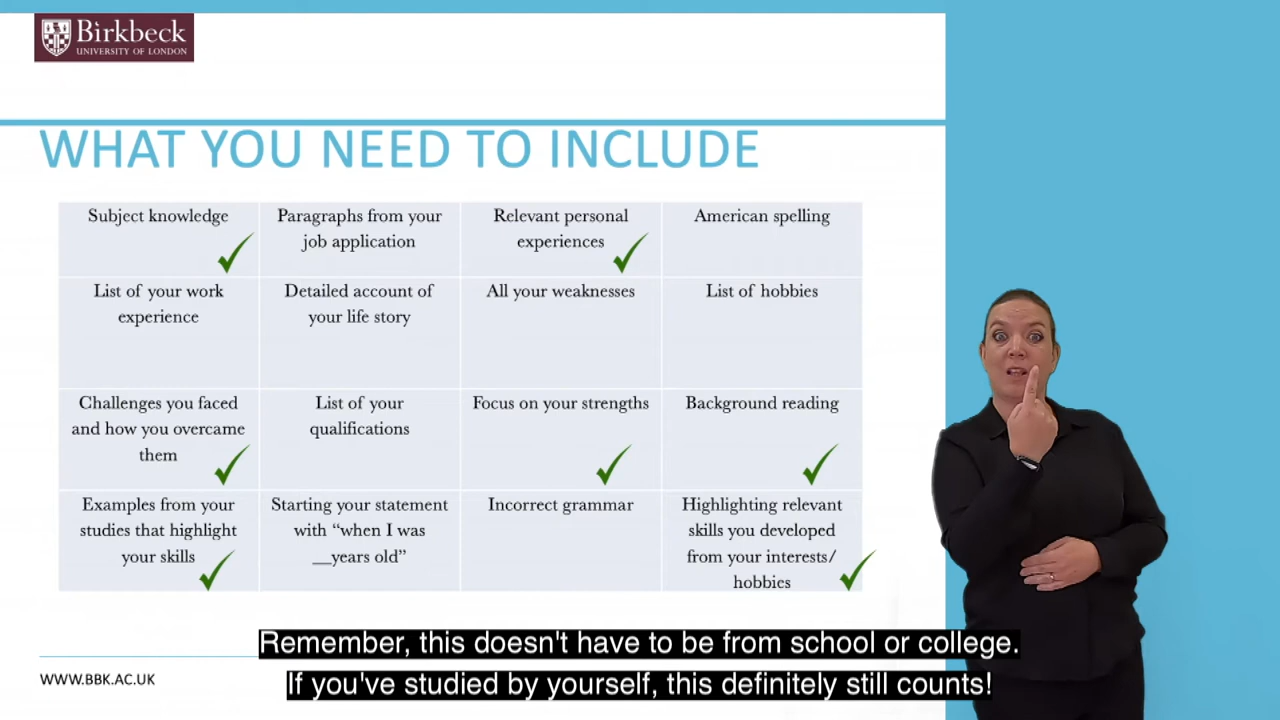 Birkbeck
UNIVERSITY OF LONDON
WHAT YOU NEED TO INCLUDE
Subject knowledge
Paragraphs from your
job application
Relevant personal
experiences
American spelling
List of your work
experience
Detailed account of
your life story
All your weaknesses
List of hobbies
Challenges you faced
and how you overcame
them
List of your
qualifications
Focus on your strengths
Background reading
Examples from your
studies that highlight
your skills
Starting your statement
with “when I was
__years old”
Incorrect grammar
Highlighting relevant
skills you developed
from your interests/
hobbies
Remember, this doesn't have to be from school or college.
If you've studied by yourself, this definitely still counts!
WWW.BBK.AC.UK